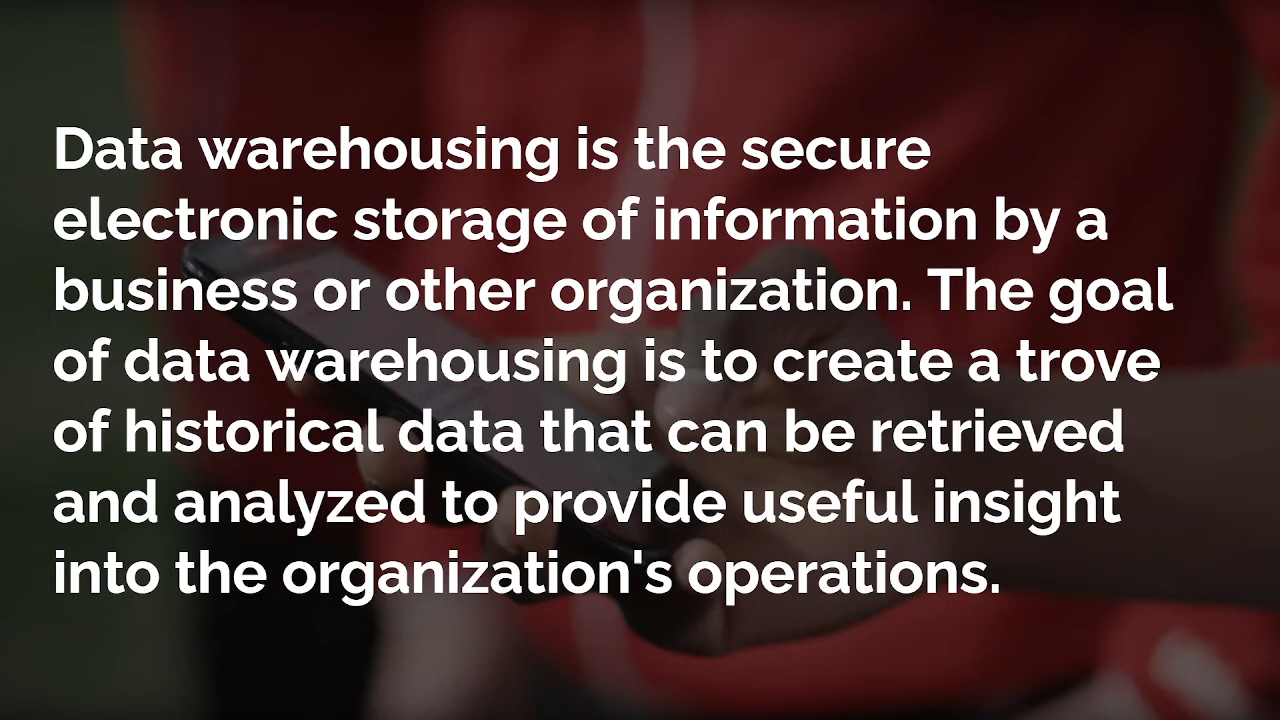 Data warehousing is the secure
electronic storage of information by a
business or other organization. The goal
of data warehousing is to create a trove
of historical data that can be retrieved
and analyzed to provide useful insight
into the organization's operations.